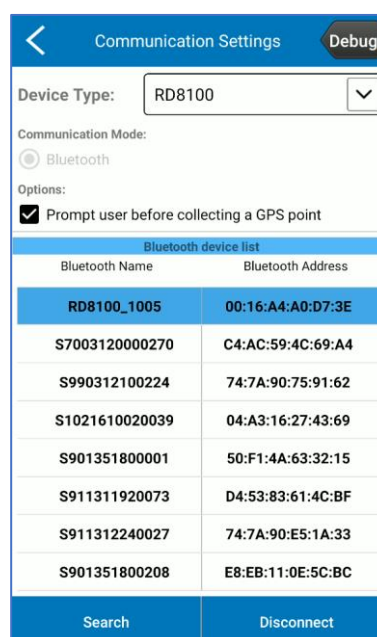 Communication Settings Debug
Device Type: RD8100
Communication Mode:
Bluetooth
Options:
Prompt user before collecting a GPS point
Bluetooth device list
Bluetooth Name Bluetooth Address
RD8100_1005 00:16:A4:A0:D7:3E
S7003120000270 C4:AC:59:4C:69:A4
S990312100224 74:7A:90:75:91:62
S1021610020039 04:A3:16:27:43:69
S901351800001 50:F1:4A:63:32:15
S911311920073 D4:53:83:61:4C:BF
S911312240027 74:7A:90:E5:1A:33
S901351800208 E8:EB:11:0E:5C:BC
Search Disconnect